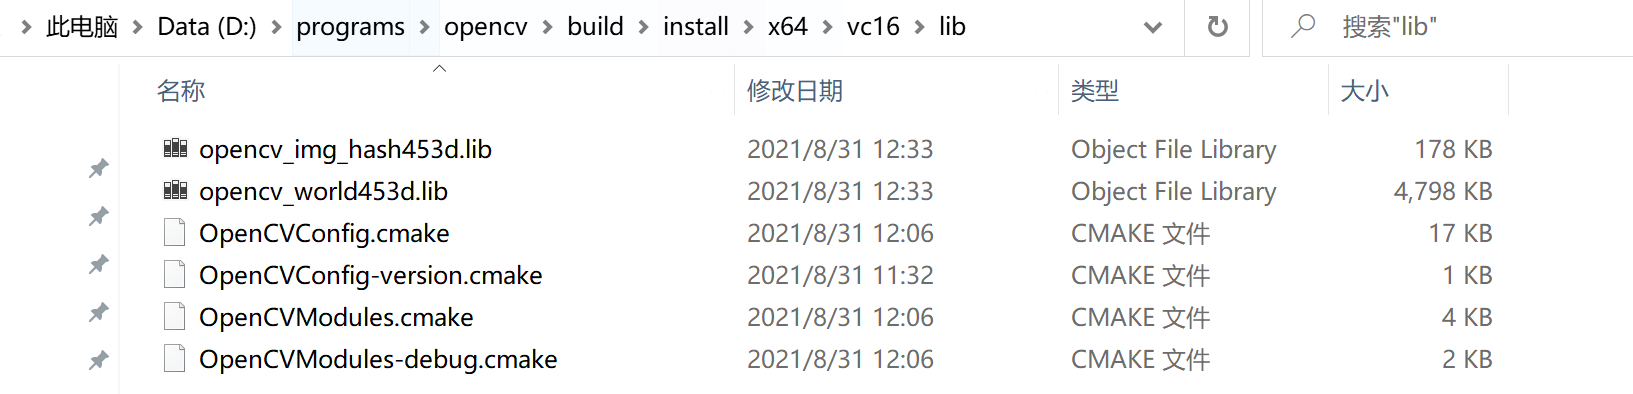 此电脑 > Data (D:) > programs > opencv > build > install > x64 > vc16 > lib 搜索"lib"
名称 修改日期 类型 大小
opencv_img_hash453d.lib 2021/8/31 12:33 Object File Library 178 KB
opencv_world453d.lib 2021/8/31 12:33 Object File Library 4,798 KB
OpenCVConfig.cmake 2021/8/31 12:06 CMAKE 文件 17 KB
OpenCVConfig-version.cmake 2021/8/31 11:32 CMAKE 文件 1 KB
OpenCVModules.cmake 2021/8/31 12:06 CMAKE 文件 4 KB
OpenCVModules-debug.cmake 2021/8/31 12:06 CMAKE 文件 2 KB